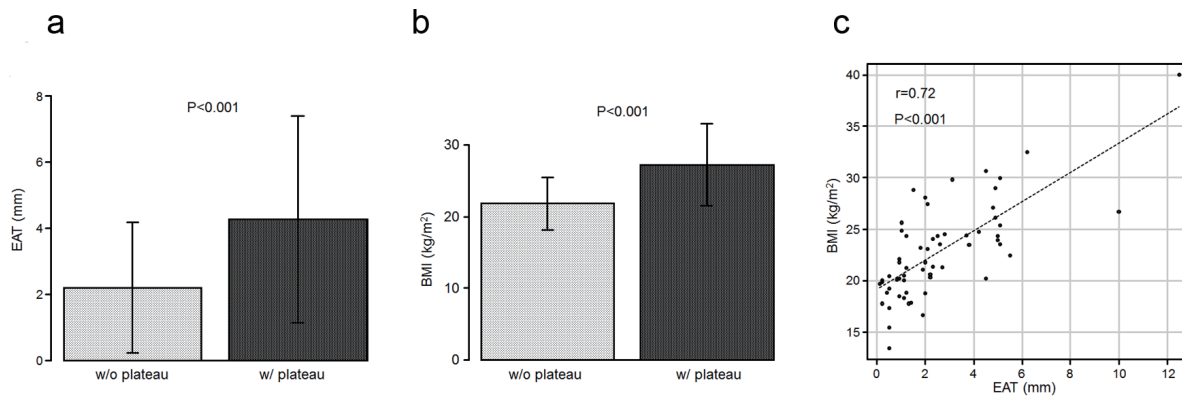 a
P<0.001
EAT (mm)
8
6
4
2
0
w/o plateau
w/ plateau
b
P<0.001
BMI (kg/m²)
30
20
10
0
w/o plateau
w/ plateau
c
r=0.72
P<0.001
BMI (kg/m²)
40
35
30
25
20
15
0
2
4
6
8
10
12
EAT (mm)